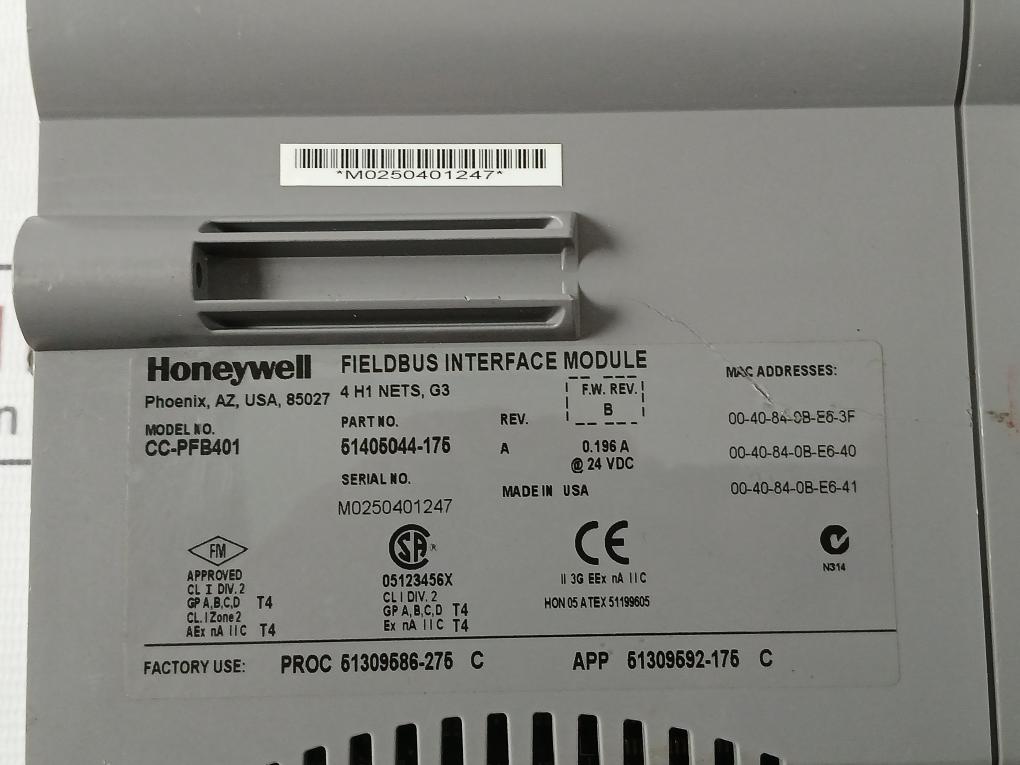 *M0250401247*
Honeywell
Phoenix, AZ, USA, 85027
FIELDBUS INTERFACE MODULE
4 H1 NETS, G3
MODEL NO.
CC-PFB401
PART NO.
51405044-175
SERIAL NO.
M0250401247
REV.
A
F.W. REV.
B
0.196 A
@ 24 VDC
MADE IN USA
MAC ADDRESSES:
00-40-84-0B-E6-3F
00-40-84-0B-E6-40
00-40-84-0B-E6-41
FM
APPROVED
CL I DIV. 2
GP A,B,C,D T4
CL. I Zone 2
AEx nA IIC T4
SA®
05123456X
CL I DIV. 2
GP A,B,C,D T4
Ex nA IIC T4
CE
II 3G EEx nA IIC
HON 05 ATEX 51199605
N314
FACTORY USE: PROC 51309586-275 C APP 51309592-175 C
n